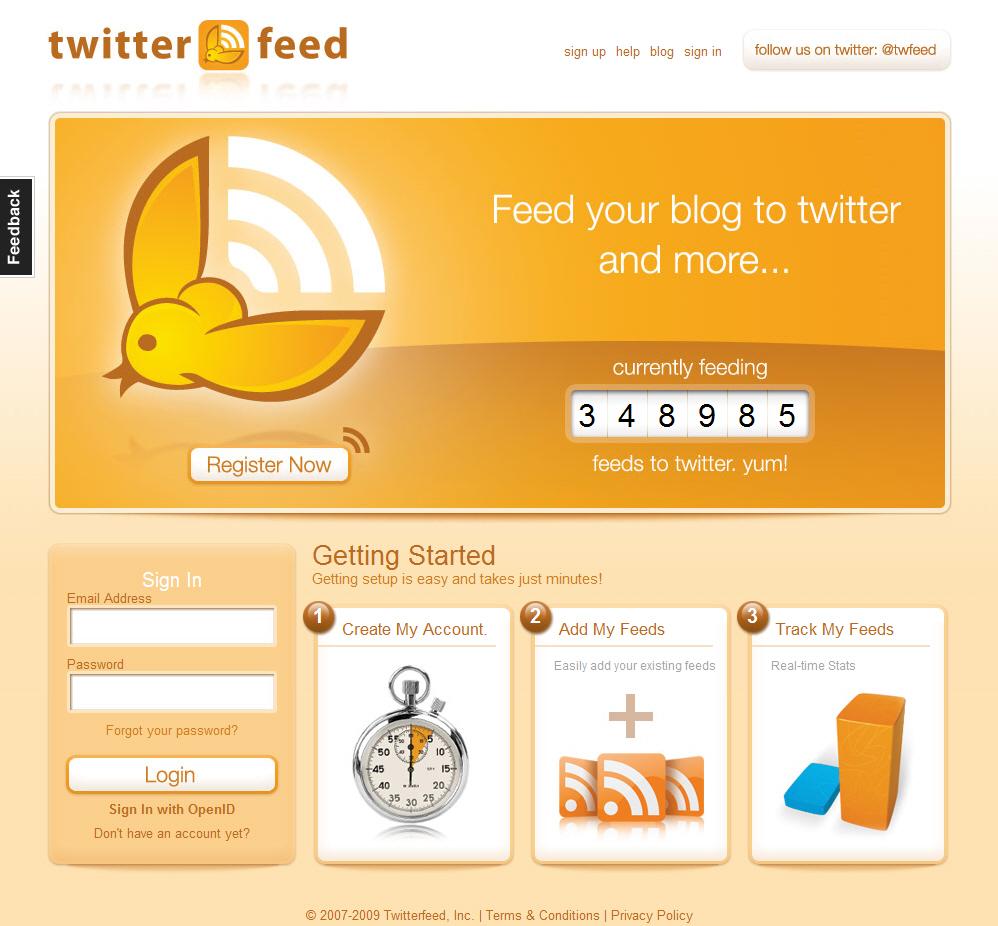 twitter feed
sign up help blog sign in
follow us on twitter: @twfeed
Feedback
Feed your blog to twitter
and more...
currently feeding
3 4 8 9 8 5
feeds to twitter. yum!
Register Now
Sign In
Email Address
Password
Forgot your password?
Login
Sign In with OpenID
Don't have an account yet?
Getting Started
Getting setup is easy and takes just minutes!
1 Create My Account.
55 5
50 10
45 15
40 20
35 30 25
2 Add My Feeds
Easily add your existing feeds
3 Track My Feeds
Real-time Stats
© 2007-2009 Twitterfeed, Inc. | Terms & Conditions | Privacy Policy